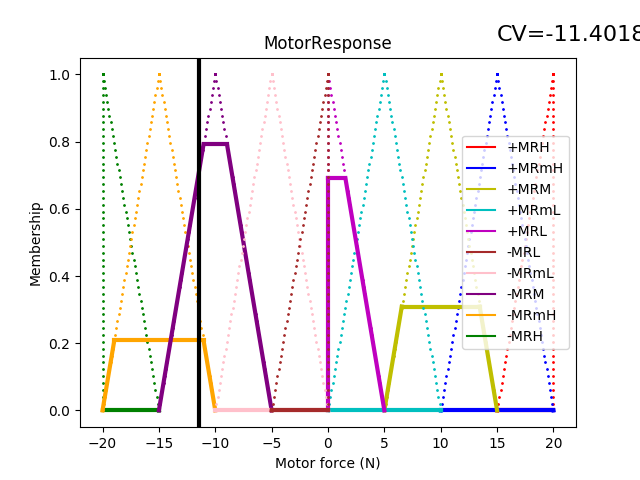 CV=-11.4018
MotorResponse
Membership
1.0
0.8
0.6
0.4
0.2
0.0
+MRH
+MRmH
+MRM
+MRmL
+MRL
-MRL
-MRmL
-MRM
-MRmH
-MRH
−20 −15 −10 −5 0 5 10 15 20
Motor force (N)